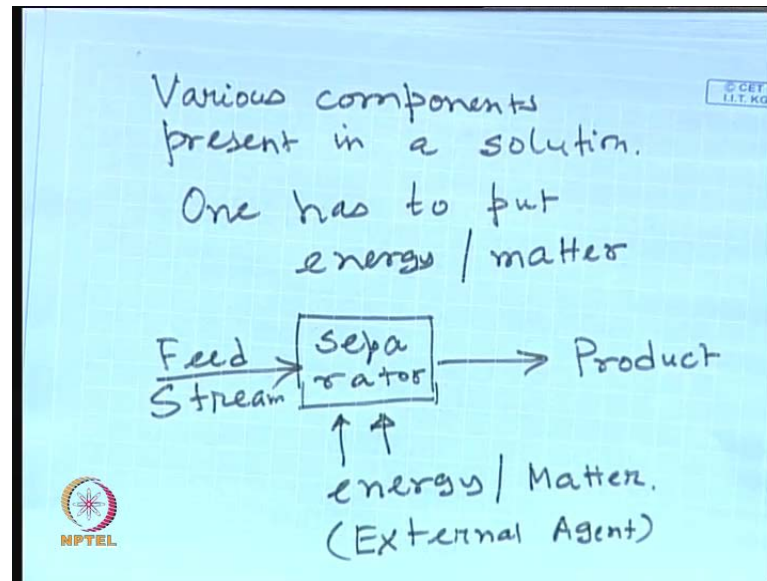 Various components
present in a solution.
One has to put
energy / matter
Feed
Stream
sepa
rator
Product
energy / Matter.
(External Agent)
© CET
I.I.T. KG
NPTEL